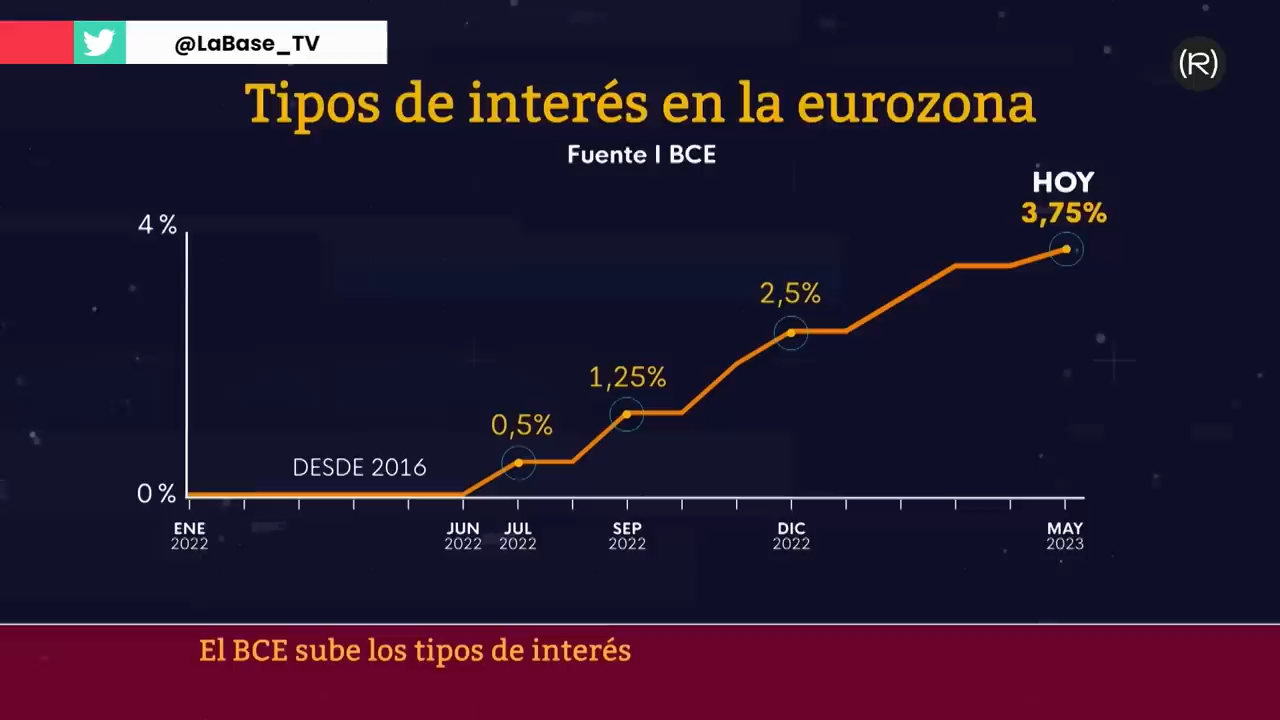 @LaBase_TV
(R)
Tipos de interés en la eurozona
Fuente | BCE
HOY
3,75%
4 %
2,5%
1,25%
0,5%
DESDE 2016
0 %
ENE JUN JUL SEP DIC MAY
2022 2022 2022 2022 2022 2023
El BCE sube los tipos de interés